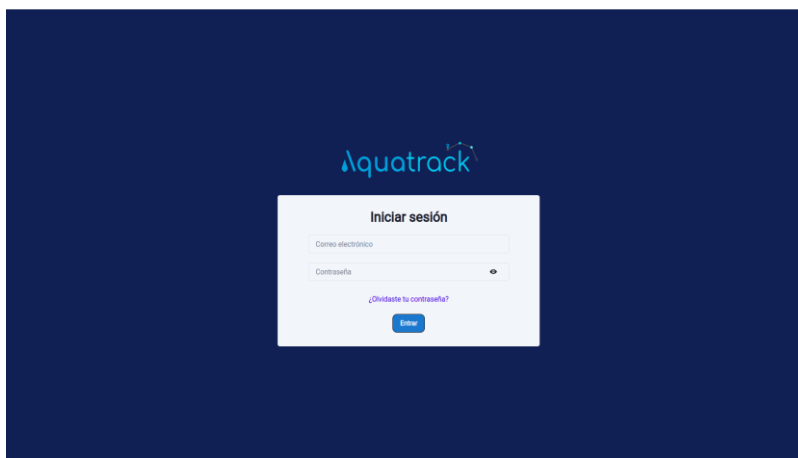 Aquatrack
Iniciar sesión
Correo electrónico
Contraseña
¿Olvidaste tu contraseña?
Entrar